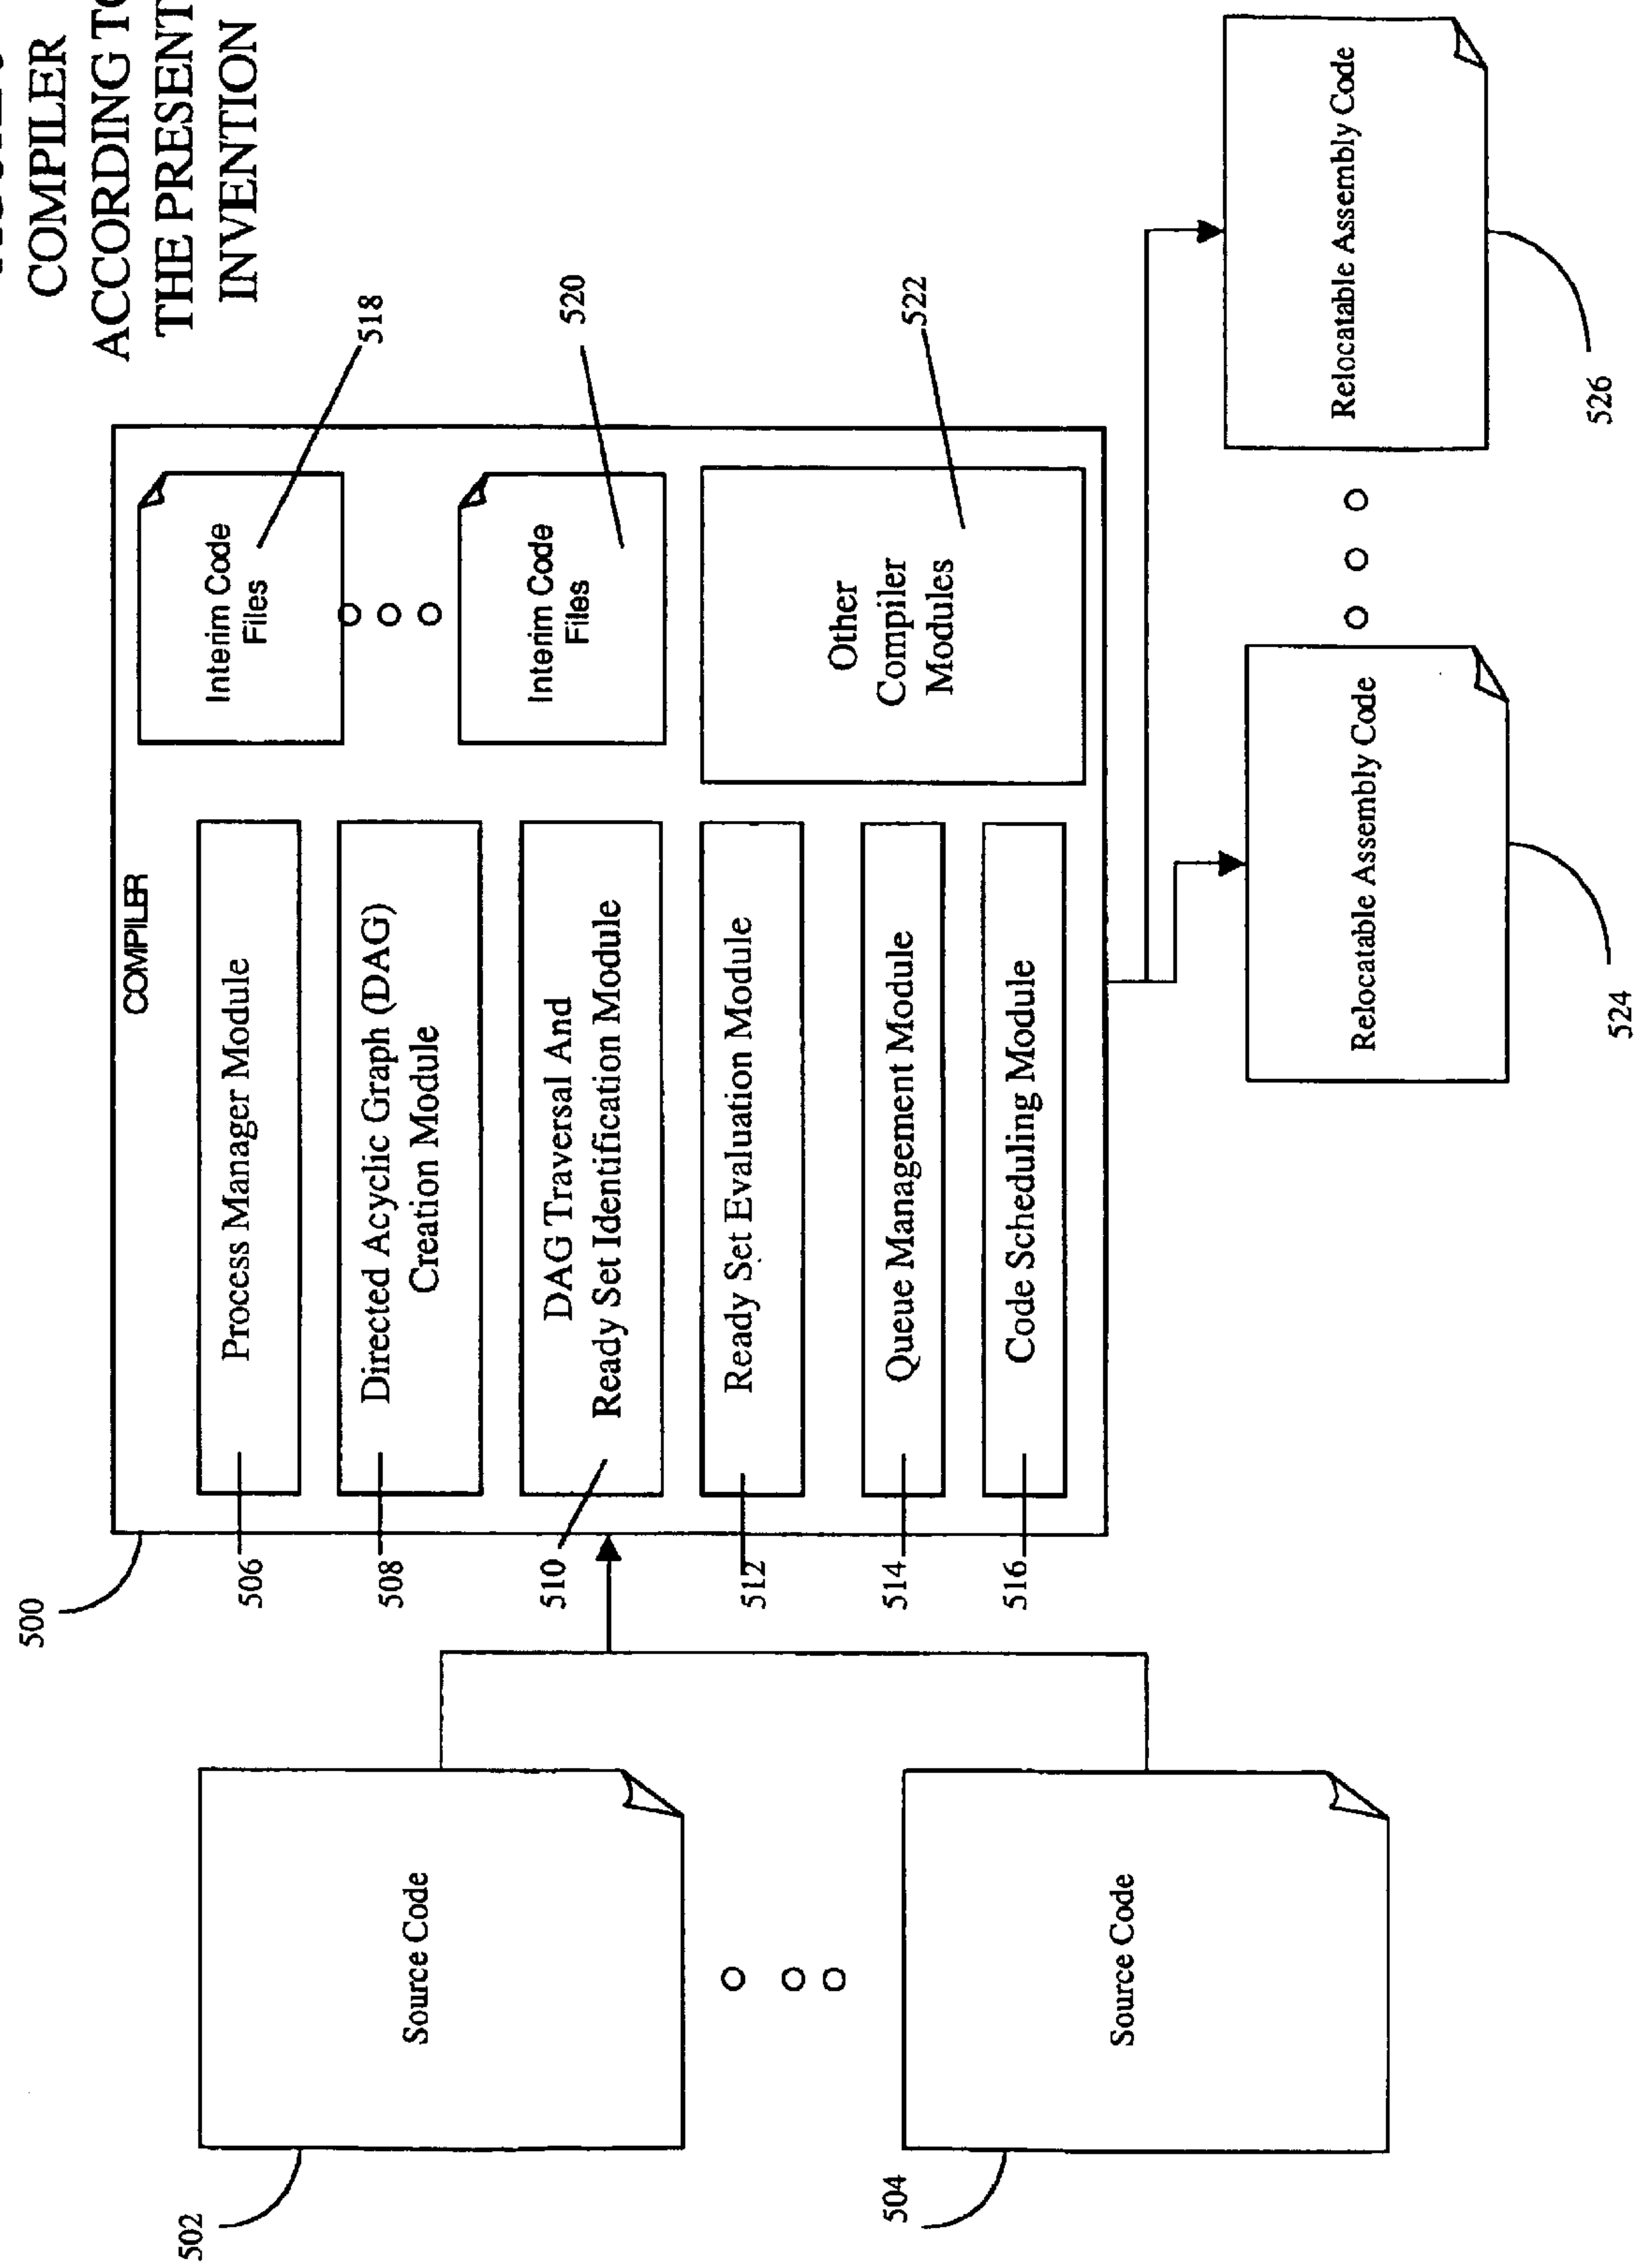 COMPILER
ACCORDING TO
THE PRESENT
INVENTION
500
COMPILER
506
Process Manager Module
508
Directed Acyclic Graph (DAG)
Creation Module
510
DAG Traversal And
Ready Set Identification Module
512
Ready Set Evaluation Module
514
Queue Management Module
516
Code Scheduling Module
Interim Code
Files
518
Interim Code
Files
520
Other
Compiler
Modules
522
502
Source Code
504
Source Code
Relocatable Assembly Code
524
Relocatable Assembly Code
526